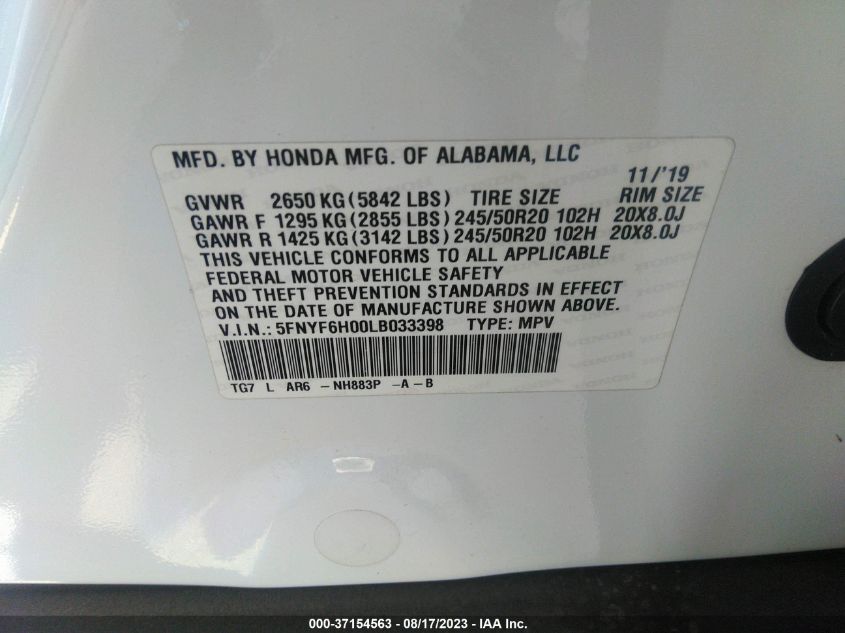 MFD. BY HONDA MFG. OF ALABAMA, LLC
11/'19
GVWR 2650 KG (5842 LBS) TIRE SIZE RIM SIZE
GAWR F 1295 KG (2855 LBS) 245/50R20 102H 20X8.0J
GAWR R 1425 KG (3142 LBS) 245/50R20 102H 20X8.0J
THIS VEHICLE CONFORMS TO ALL APPLICABLE
FEDERAL MOTOR VEHICLE SAFETY
AND THEFT PREVENTION STANDARDS IN EFFECT
ON THE DATE OF MANUFACTURE SHOWN ABOVE.
V.I.N.: 5FNYF6H00LB033398 TYPE: MPV
TG7 L AR6 -NH883P -A-B
000-37154563 - 08/17/2023 - IAA Inc.